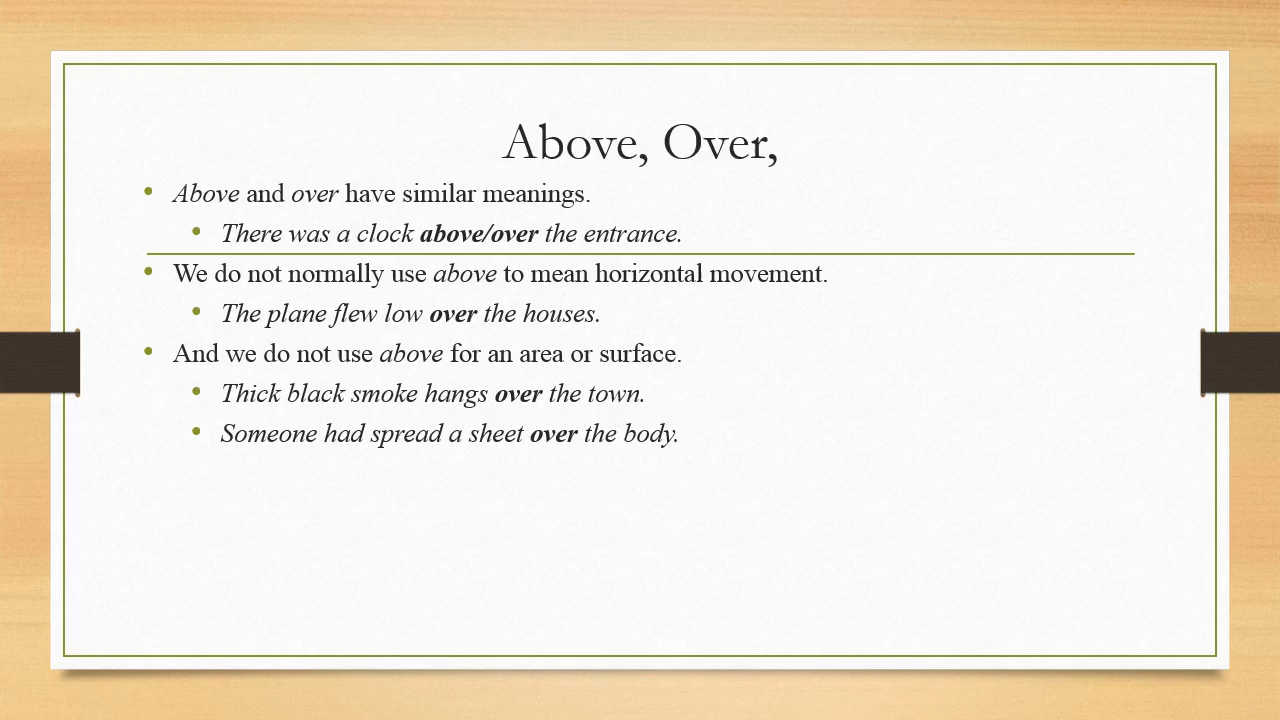 Above, Over,
• Above and over have similar meanings.
• There was a clock above/over the entrance.
• We do not normally use above to mean horizontal movement.
• The plane flew low over the houses.
• And we do not use above for an area or surface.
• Thick black smoke hangs over the town.
• Someone had spread a sheet over the body.